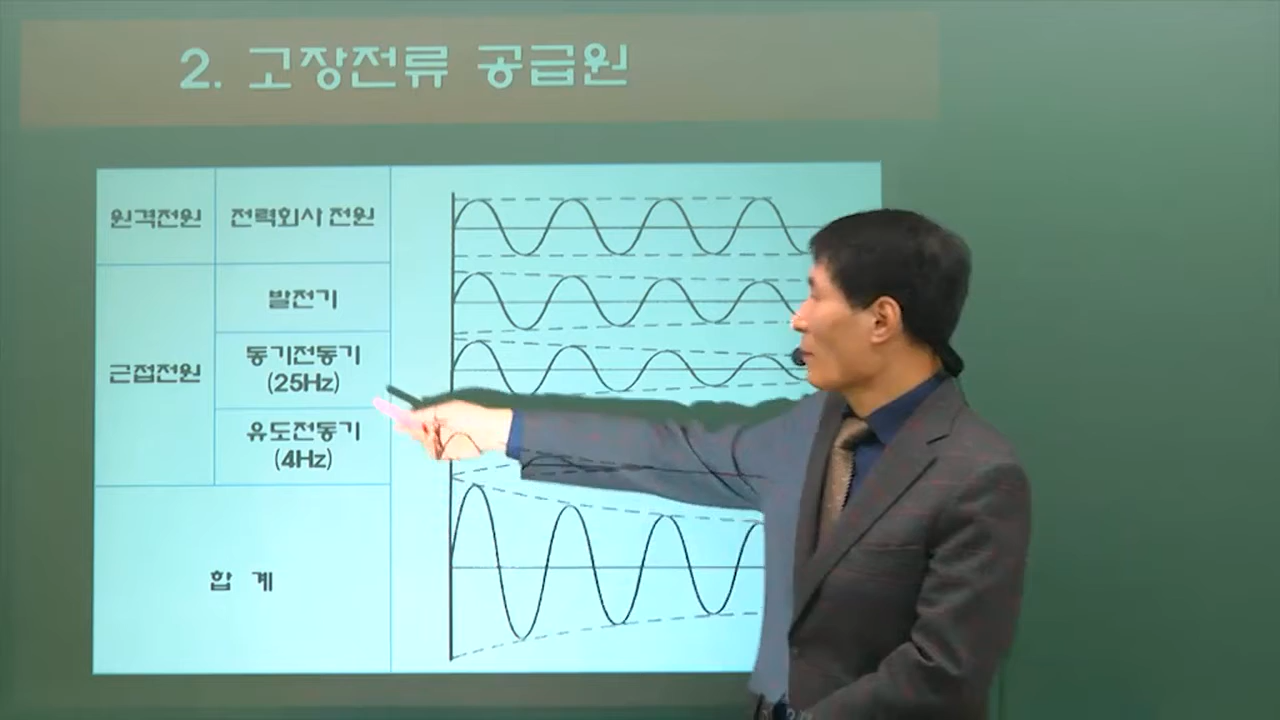 2. 고장전류 공급원
원격전원
전력회사 전원
발전기
근접전원
동기전동기
(25Hz)
유도전동기
(4Hz)
합 계